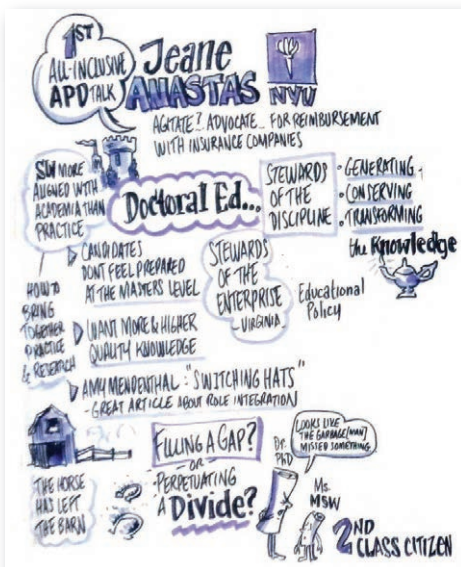 1ST
ALL-INCLUSIVE
APD TALK
Jeane
ANASTAS
NYU
AGITATE? ADVOCATE... FOR REIMBURSEMENT
WITH INSURANCE COMPANIES
SW MORE
ALIGNED WITH
ACADEMIA THAN
PRACTICE
Doctoral Ed...
STEWARDS
OF THE
DISCIPLINE
• GENERATING
• CONSERVING
• TRANSFORMING
the Knowledge
CANDIDATES
DONT FEEL PREPARED
AT THE MASTERS LEVEL
STEWARDS
OF THE
ENTERPRISE
- VIRGINIA -
Educational
Policy
HOW TO
BRING
TOGETHER
PRACTICE
& RESEARCH
WANT MORE & HIGHER
QUALITY KNOWLEDGE
AMY MENDENTHAL: "SWITCHING HATS"
- GREAT ARTICLE ABOUT ROLE INTEGRATION
FILLING A GAP?
- OR -
PERPETUATING
A Divide?
THE HORSE
HAS LEFT
THE BARN
LOOKS LIKE
THE GARBAGE (MAN)
MISSED SOMETHING
Dr.
PhD
Ms.
MSW
2ND
CLASS CITIZEN